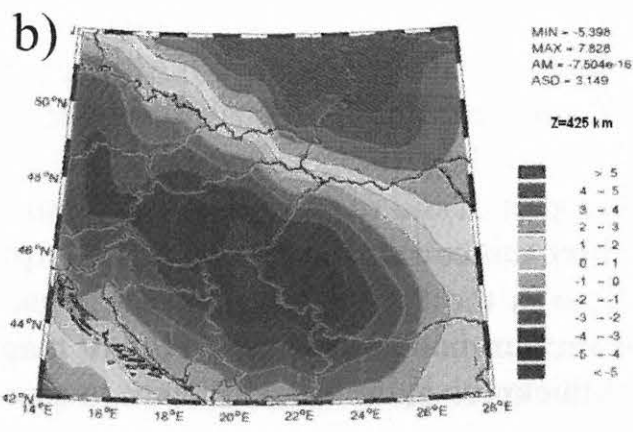 b)
MIN = -5.398
MAX = 7.828
AM = -7.504e-16
ASD = 3.149
Z=425 km
50°N
48°N
46°N
44°N
42°N
14°E
16°E
18°E
20°E
22°E
24°E
26°E
28°E
> 5
4 - 5
3 - 4
2 - 3
1 - 2
0 - 1
-1 - 0
-2 - -1
-3 - -2
-4 - -3
-5 - -4
< -5